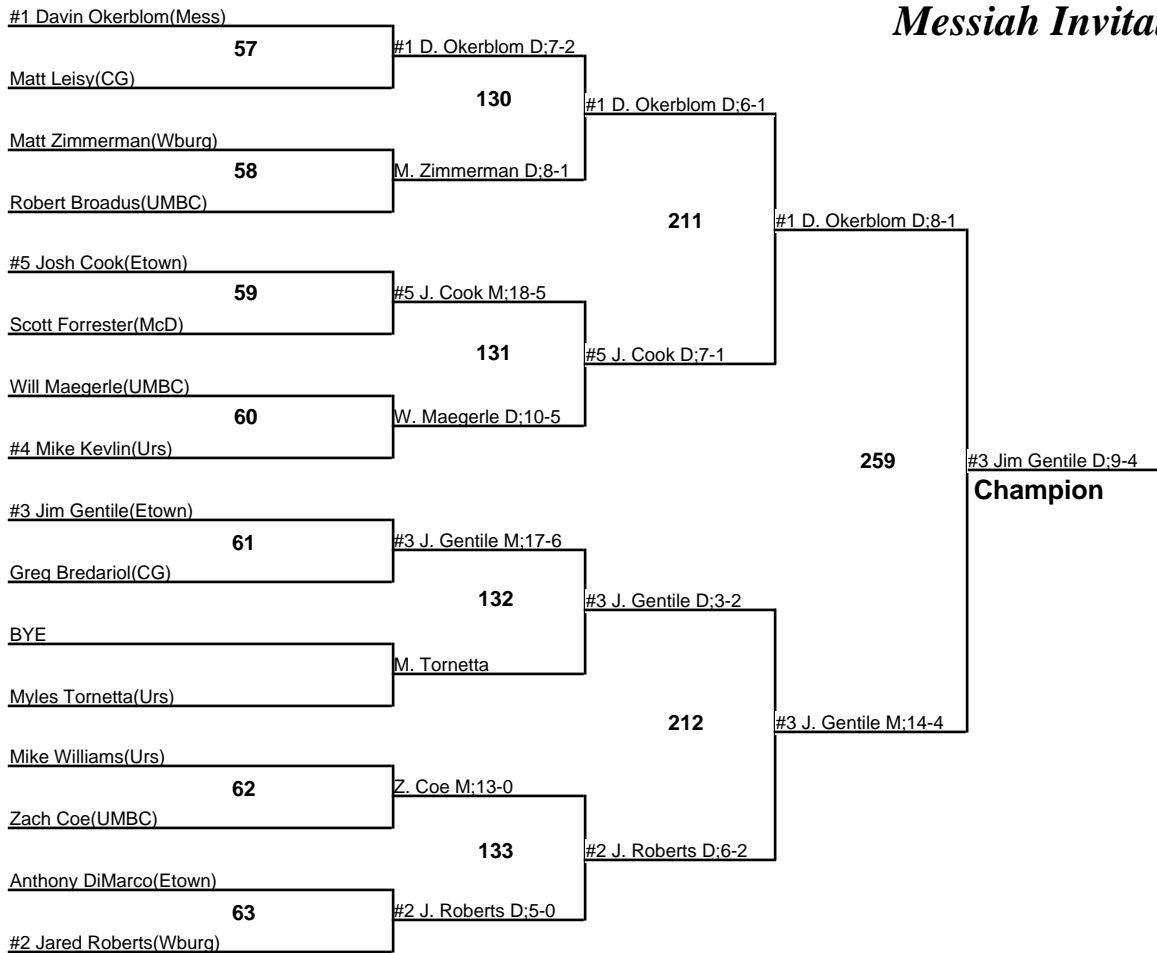 Messiah Invita
#1 Davin Okerblom(Mess)
57
Matt Leisy(CG)
#1 D. Okerblom D;7-2
130
Matt Zimmerman(Wburg)
58
Robert Broadus(UMBC)
M. Zimmerman D;8-1
#1 D. Okerblom D;6-1
211
#5 Josh Cook(Etown)
59
Scott Forrester(McD)
#5 J. Cook M;18-5
131
Will Maegerle(UMBC)
60
#4 Mike Kevlin(Urs)
W. Maegerle D;10-5
#5 J. Cook D;7-1
#1 D. Okerblom D;8-1
259
#3 Jim Gentile D;9-4
Champion
#3 Jim Gentile(Etown)
61
Greg Bredariol(CG)
#3 J. Gentile M;17-6
132
BYE
Myles Tornetta(Urs)
M. Tornetta
#3 J. Gentile D;3-2
212
#3 J. Gentile M;14-4
Mike Williams(Urs)
62
Zach Coe(UMBC)
Z. Coe M;13-0
133
Anthony DiMarco(Etown)
63
#2 Jared Roberts(Wburg)
#2 J. Roberts D;5-0
#2 J. Roberts D;6-2